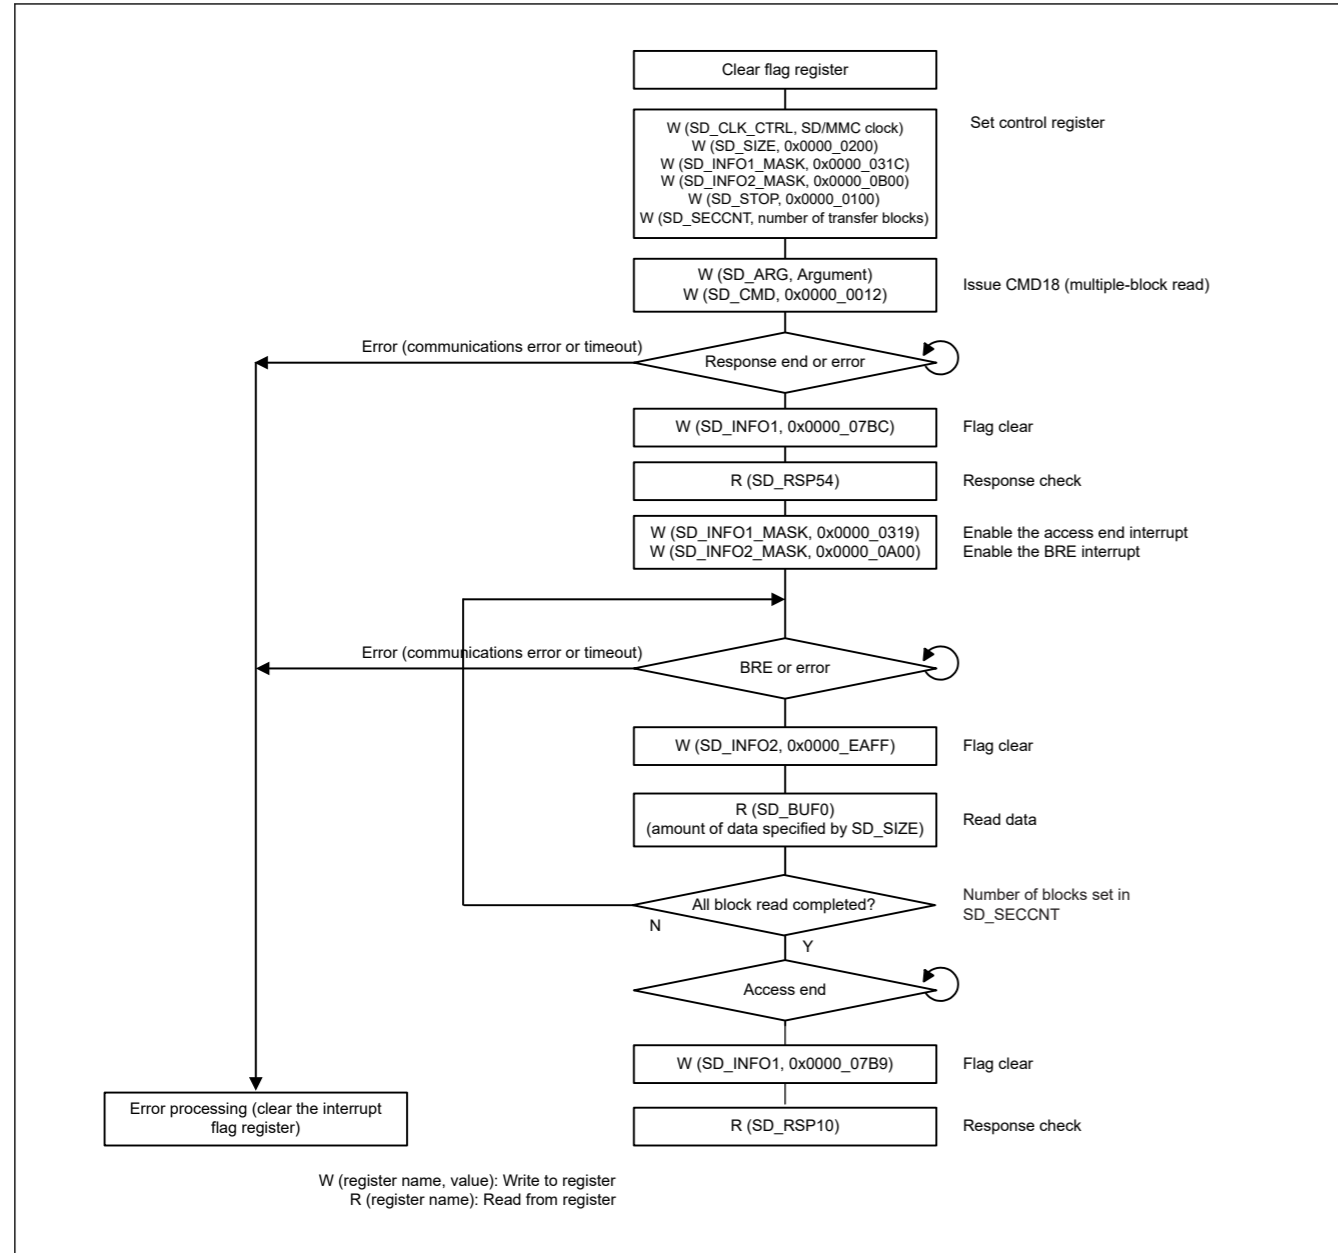 Clear flag register
W (SD_CLK_CTRL, SD/MMC clock)
W (SD_SIZE, 0x0000_0200)
W (SD_INFO1_MASK, 0x0000_031C)
W (SD_INFO2_MASK, 0x0000_0B00)
W (SD_STOP, 0x0000_0100)
W (SD_SECCNT, number of transfer blocks)
Set control register
W (SD_ARG, Argument)
W (SD_CMD, 0x0000_0012)
Issue CMD18 (multiple-block read)
Error (communications error or timeout)
Response end or error
W (SD_INFO1, 0x0000_07BC)
Flag clear
R (SD_RSP54)
Response check
W (SD_INFO1_MASK, 0x0000_0319)
W (SD_INFO2_MASK, 0x0000_0A00)
Enable the access end interrupt
Enable the BRE interrupt
Error (communications error or timeout)
BRE or error
W (SD_INFO2, 0x0000_EAFF)
Flag clear
R (SD_BUF0)
(amount of data specified by SD_SIZE)
Read data
All block read completed?
Number of blocks set in
SD_SECCNT
N
Y
Access end
W (SD_INFO1, 0x0000_07B9)
Flag clear
Error processing (clear the interrupt
flag register)
R (SD_RSP10)
Response check
W (register name, value): Write to register
R (register name): Read from register